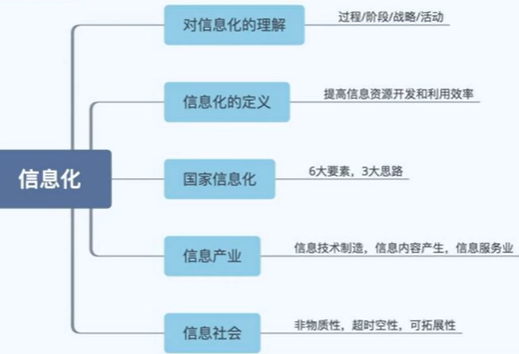 信息化
对信息化的理解
过程/阶段/战略/活动
信息化的定义
提高信息资源开发和利用效率
国家信息化
6大要素，3大思路
信息产业
信息技术制造，信息内容产生，信息服务业
信息社会
非物质性，超时空性，可拓展性